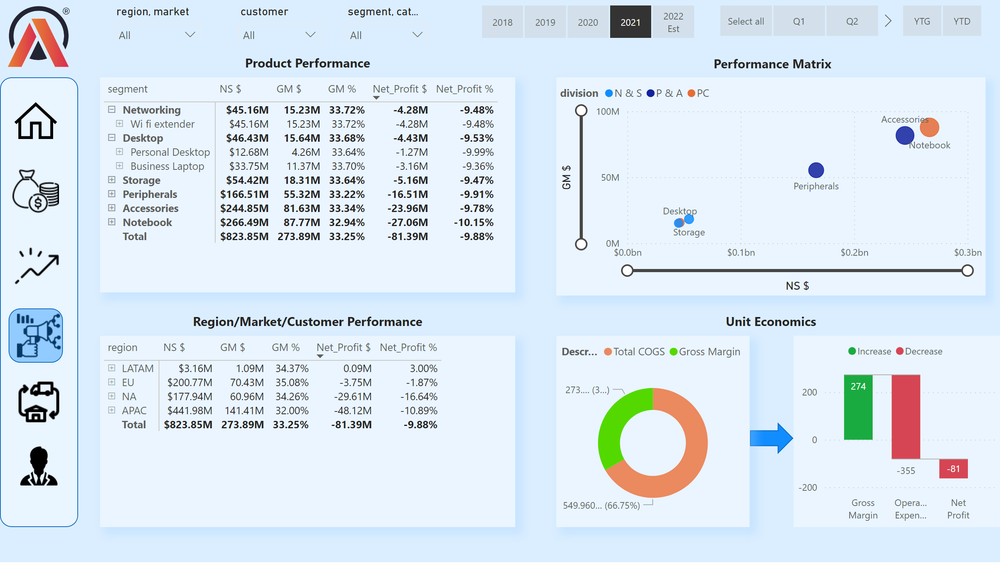 ®
region, market
customer
segment, cat...
All
All
All
2018
2019
2020
2021
2022
Est
Select all
Q1
Q2
YTG
YTD
Product Performance
segment NS $ GM $ GM % Net_Profit $ Net_Profit %
Networking $45.16M 15.23M 33.72% -4.28M -9.48%
Wi fi extender $45.16M 15.23M 33.72% -4.28M -9.48%
Desktop $46.43M 15.64M 33.68% -4.43M -9.53%
Personal Desktop $12.68M 4.26M 33.64% -1.27M -9.99%
Business Laptop $33.75M 11.37M 33.70% -3.16M -9.36%
Storage $54.42M 18.31M 33.64% -5.16M -9.47%
Peripherals $166.51M 55.32M 33.22% -16.51M -9.91%
Accessories $244.85M 81.63M 33.34% -23.96M -9.78%
Notebook $266.49M 87.77M 32.94% -27.06M -10.15%
Total $823.85M 273.89M 33.25% -81.39M -9.88%
Performance Matrix
division N & S P & A PC
100M
50M
0M
GM $
Accessories
Notebook
Peripherals
Desktop
Storage
$0.0bn $0.1bn $0.2bn $0.3bn
NS $
Region/Market/Customer Performance
region NS $ GM $ GM % Net_Profit $ Net_Profit %
LATAM $3.16M 1.09M 34.37% 0.09M 3.00%
EU $200.77M 70.43M 35.08% -3.75M -1.87%
NA $177.94M 60.96M 34.26% -29.61M -16.64%
APAC $441.98M 141.41M 32.00% -48.12M -10.89%
Total $823.85M 273.89M 33.25% -81.39M -9.88%
Unit Economics
Descr... Total COGS Gross Margin
273.... (3...)
549.960... (66.75%)
Increase Decrease
200
0
-200
274
-355
-81
Gross
Margin
Opera...
Expen...
Net
Profit